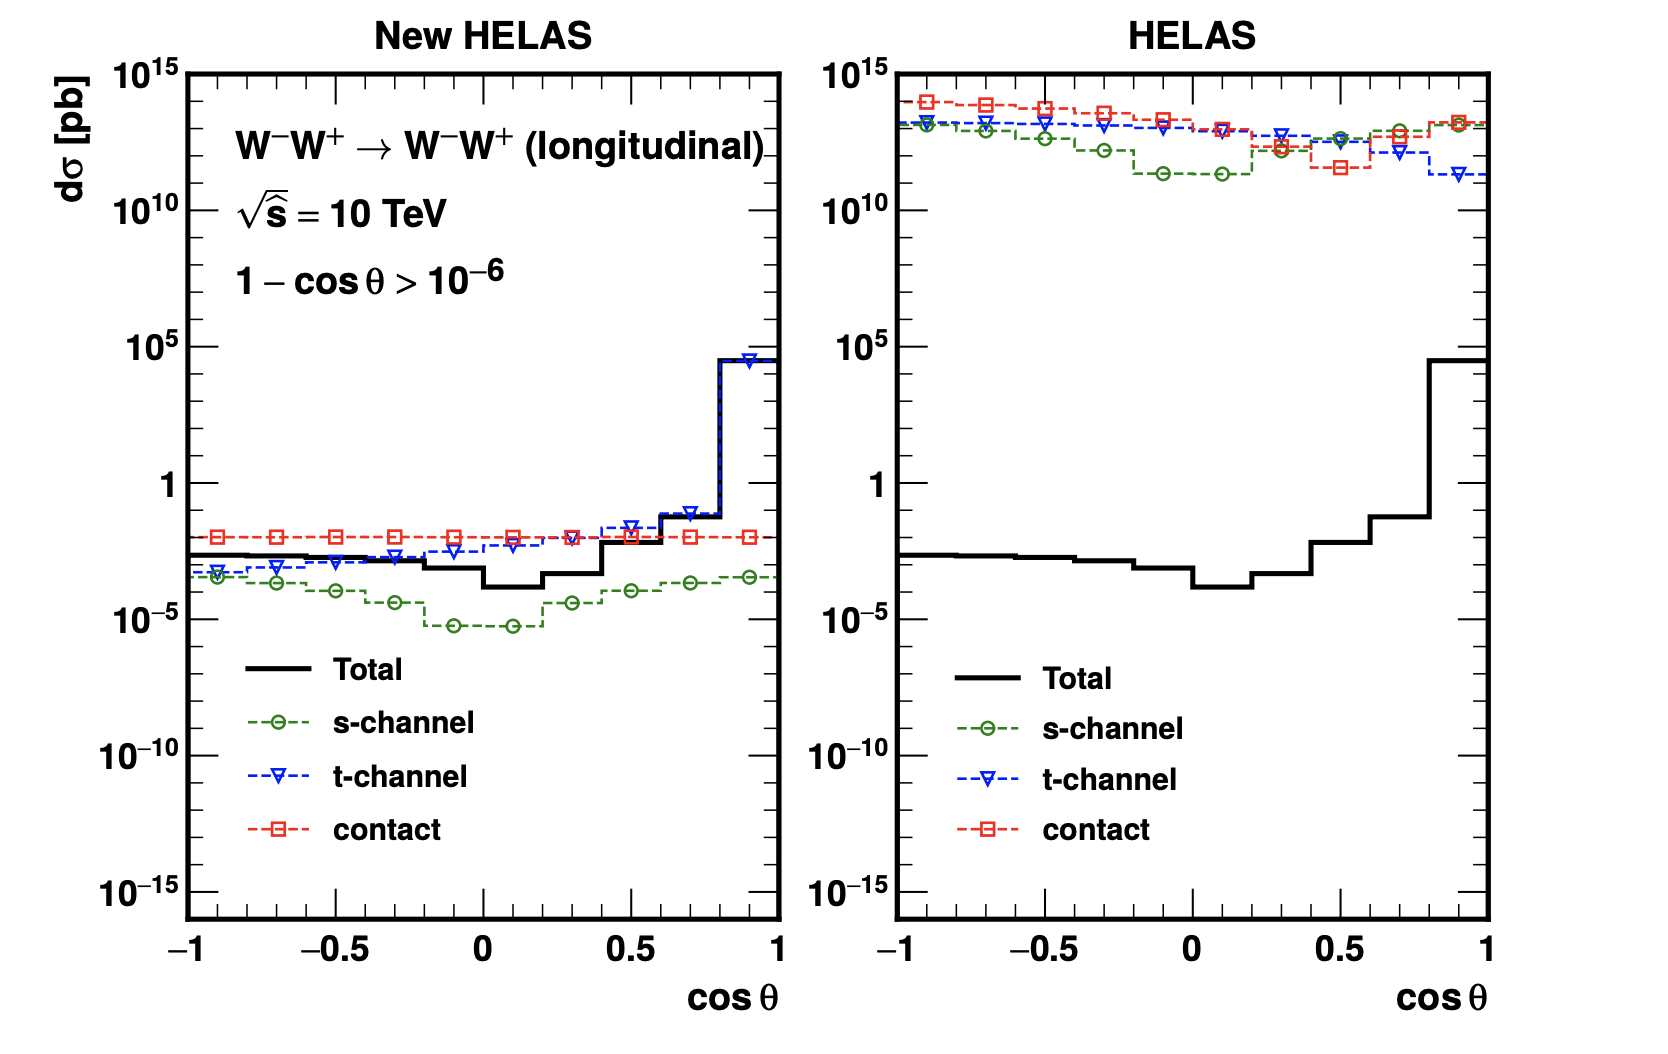 New HELAS
dσ [pb]
10^15
10^10
10^5
1
10^−5
10^−10
10^−15
W⁻W⁺ → W⁻W⁺ (longitudinal)
√ŝ = 10 TeV
1 − cos θ > 10^−6
Total
s-channel
t-channel
contact
−1 −0.5 0 0.5 1
cos θ
HELAS
10^15
10^10
10^5
1
10^−5
10^−10
10^−15
Total
s-channel
t-channel
contact
−1 −0.5 0 0.5 1
cos θ